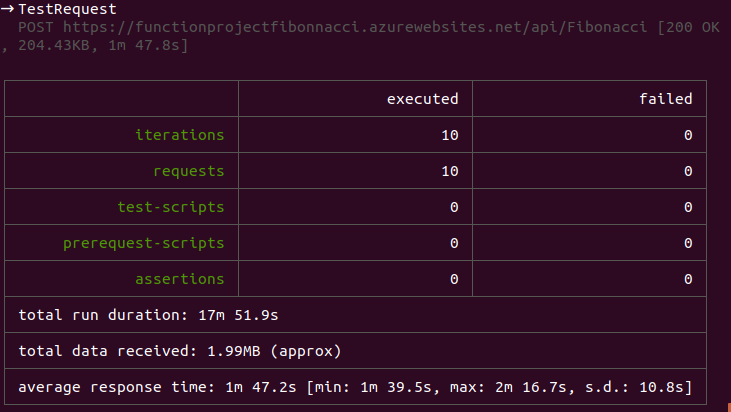 → TestRequest
POST https://functionprojectfibonnacci.azurewebsites.net/api/Fibonacci [200 OK
, 204.43KB, 1m 47.8s]
executed failed
iterations 10 0
requests 10 0
test-scripts 0 0
prerequest-scripts 0 0
assertions 0 0
total run duration: 17m 51.9s
total data received: 1.99MB (approx)
average response time: 1m 47.2s [min: 1m 39.5s, max: 2m 16.7s, s.d.: 10.8s]